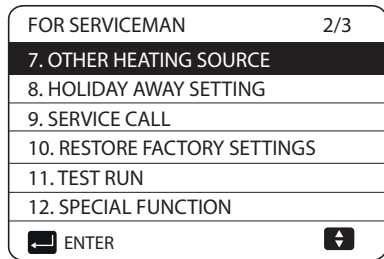 FOR SERVICEMAN 2/3
7. OTHER HEATING SOURCE
8. HOLIDAY AWAY SETTING
9. SERVICE CALL
10. RESTORE FACTORY SETTINGS
11. TEST RUN
12. SPECIAL FUNCTION
ENTER